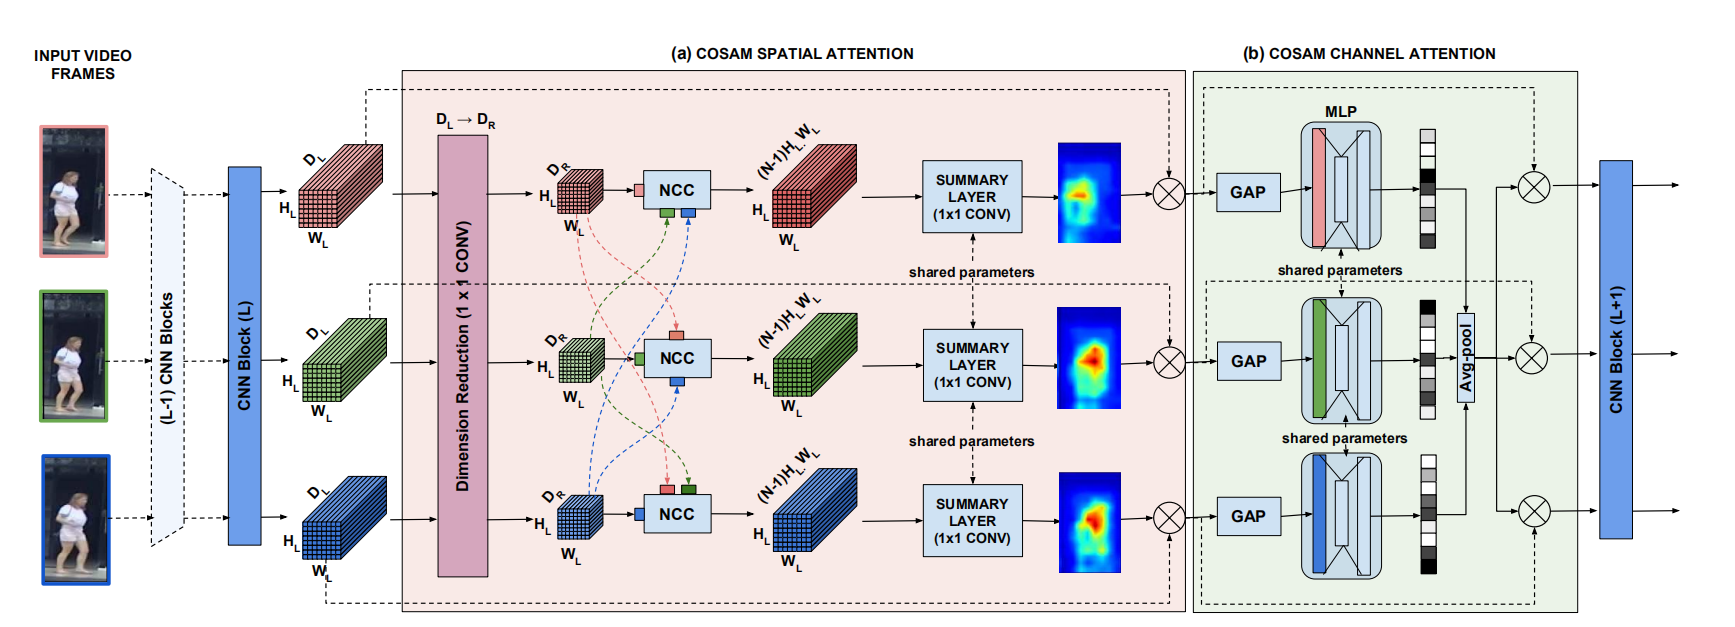 (a) COSAM SPATIAL ATTENTION
(b) COSAM CHANNEL ATTENTION
INPUT VIDEO
FRAMES
(L-1) CNN Blocks
CNN Block (L)
D_L
H_L
W_L
D_L
H_L
W_L
D_L
H_L
W_L
D_L → D_R
Dimension Reduction (1 x 1 CONV)
D_R
H_L
W_L
NCC
(N-1)H_L.W_L
H_L
W_L
SUMMARY
LAYER
(1x1 CONV)
shared parameters
D_R
H_L
W_L
NCC
(N-1)H_L.W_L
H_L
W_L
SUMMARY
LAYER
(1x1 CONV)
shared parameters
D_R
H_L
W_L
NCC
(N-1)H_L.W_L
H_L
W_L
SUMMARY
LAYER
(1x1 CONV)
MLP
GAP
shared parameters
GAP
shared parameters
GAP
Avg-pool
CNN Block (L+1)